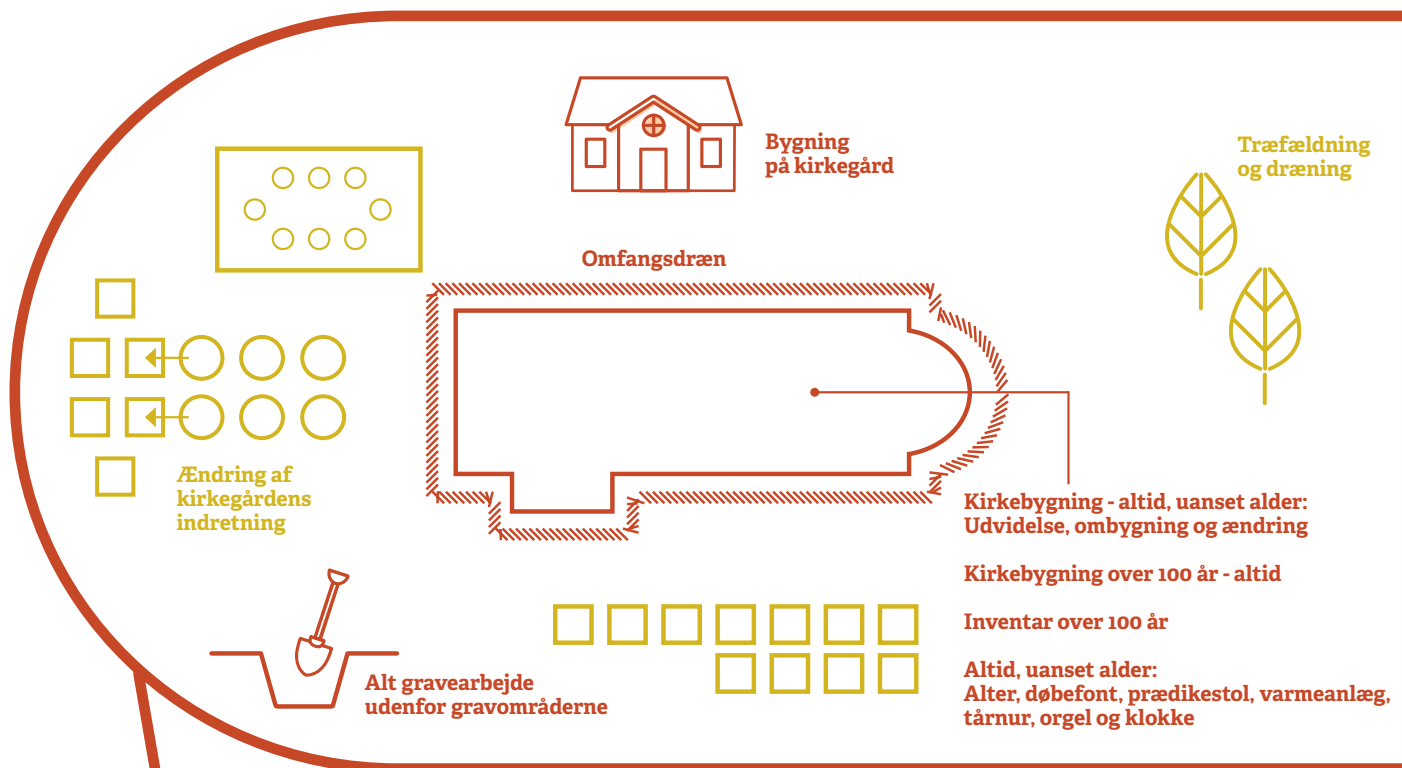 Bygning
på kirkegård
Træfældning
og dræning
Omfangsdræn
Ændring af
kirkegårdens
indretning
Kirkebygning - altid, uanset alder:
Udvidelse, ombygning og ændring
Kirkebygning over 100 år - altid
Inventar over 100 år
Altid, uanset alder:
Alter, døbefont, prædikestol, varmeanlæg,
tårnur, orgel og klokke
Alt gravearbejde
udenfor gravområderne